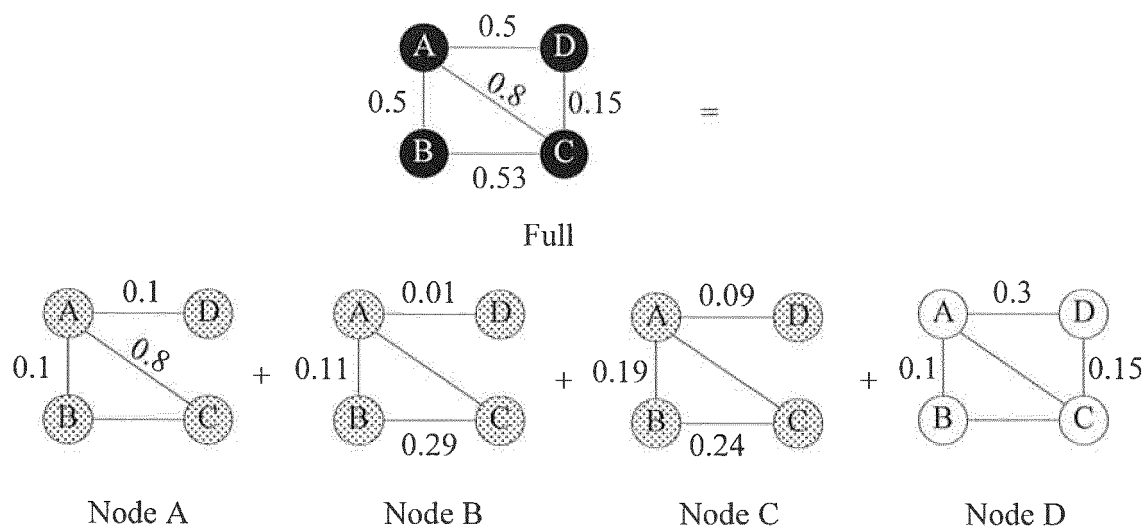 A 0.5 D
0.5 0.8 0.15 =
B 0.53 C
Full
A 0.1 D A 0.01 D A 0.09 D A 0.3 D
0.1 0.8 + 0.11 + 0.19 + 0.1 0.15
B C B 0.29 C B 0.24 C B C
Node A Node B Node C Node D